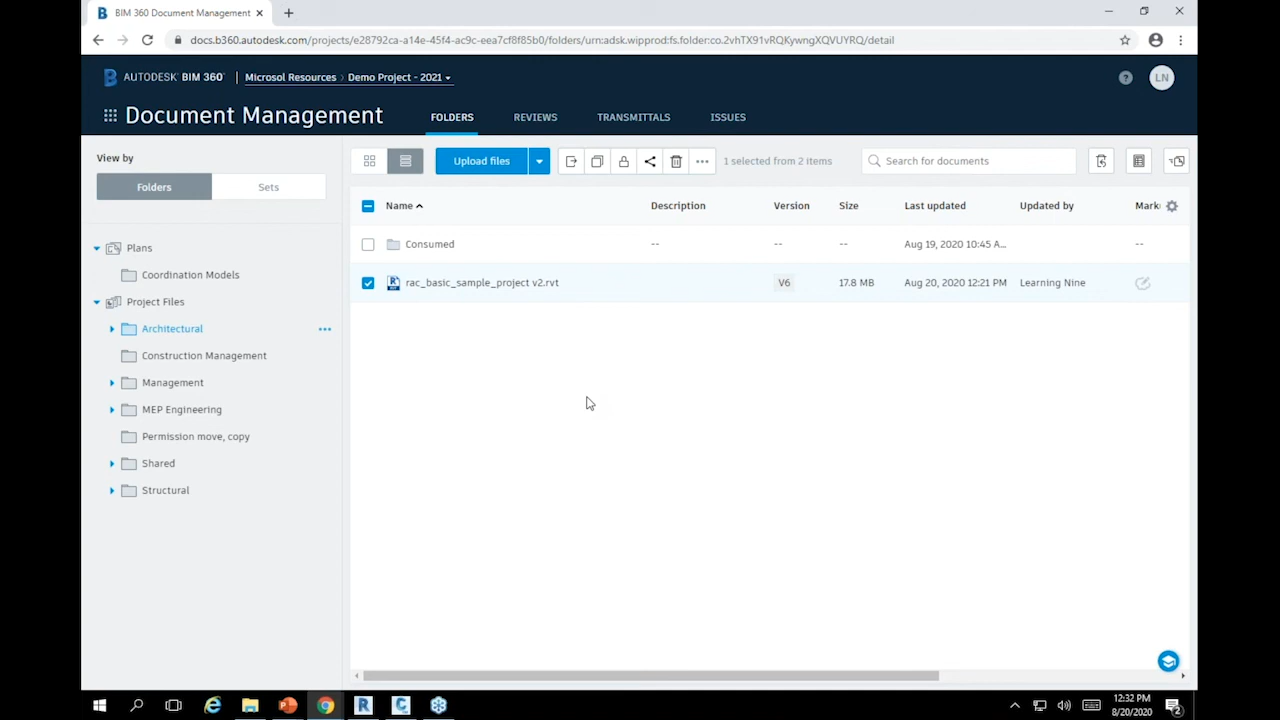 BIM 360 Document Management
docs.b360.autodesk.com/projects/e28792ca-a14e-45f4-ac9c-eea7cf8f85b0/folders/urn:adsk.wipprod:fs.folder:co.2vhTX91vRQKywngXQVUYRQ/detail
AUTODESK® BIM 360® Microsol Resources > Demo Project - 2021
LN
Document Management
FOLDERS REVIEWS TRANSMITTALS ISSUES
View by
Folders Sets
Plans
Coordination Models
Project Files
Architectural
Construction Management
Management
MEP Engineering
Permission move, copy
Shared
Structural
Upload files
1 selected from 2 items
Search for documents
Name Description Version Size Last updated Updated by Mark
Consumed -- -- -- Aug 19, 2020 10:45 A... --
rac_basic_sample_project v2.rvt V6 17.8 MB Aug 20, 2020 12:21 PM Learning Nine
12:32 PM
8/20/2020
2